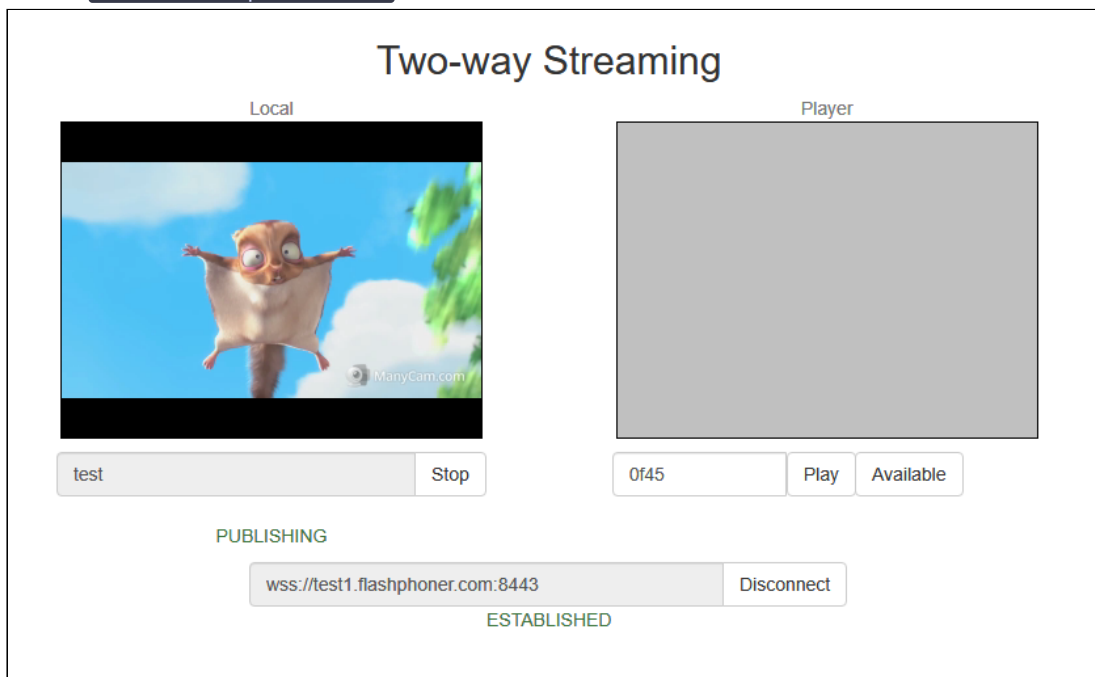 Two-way Streaming
Local
Player
ManyCam.com
test
Stop
0f45
Play
Available
PUBLISHING
wss://test1.flashphoner.com:8443
Disconnect
ESTABLISHED